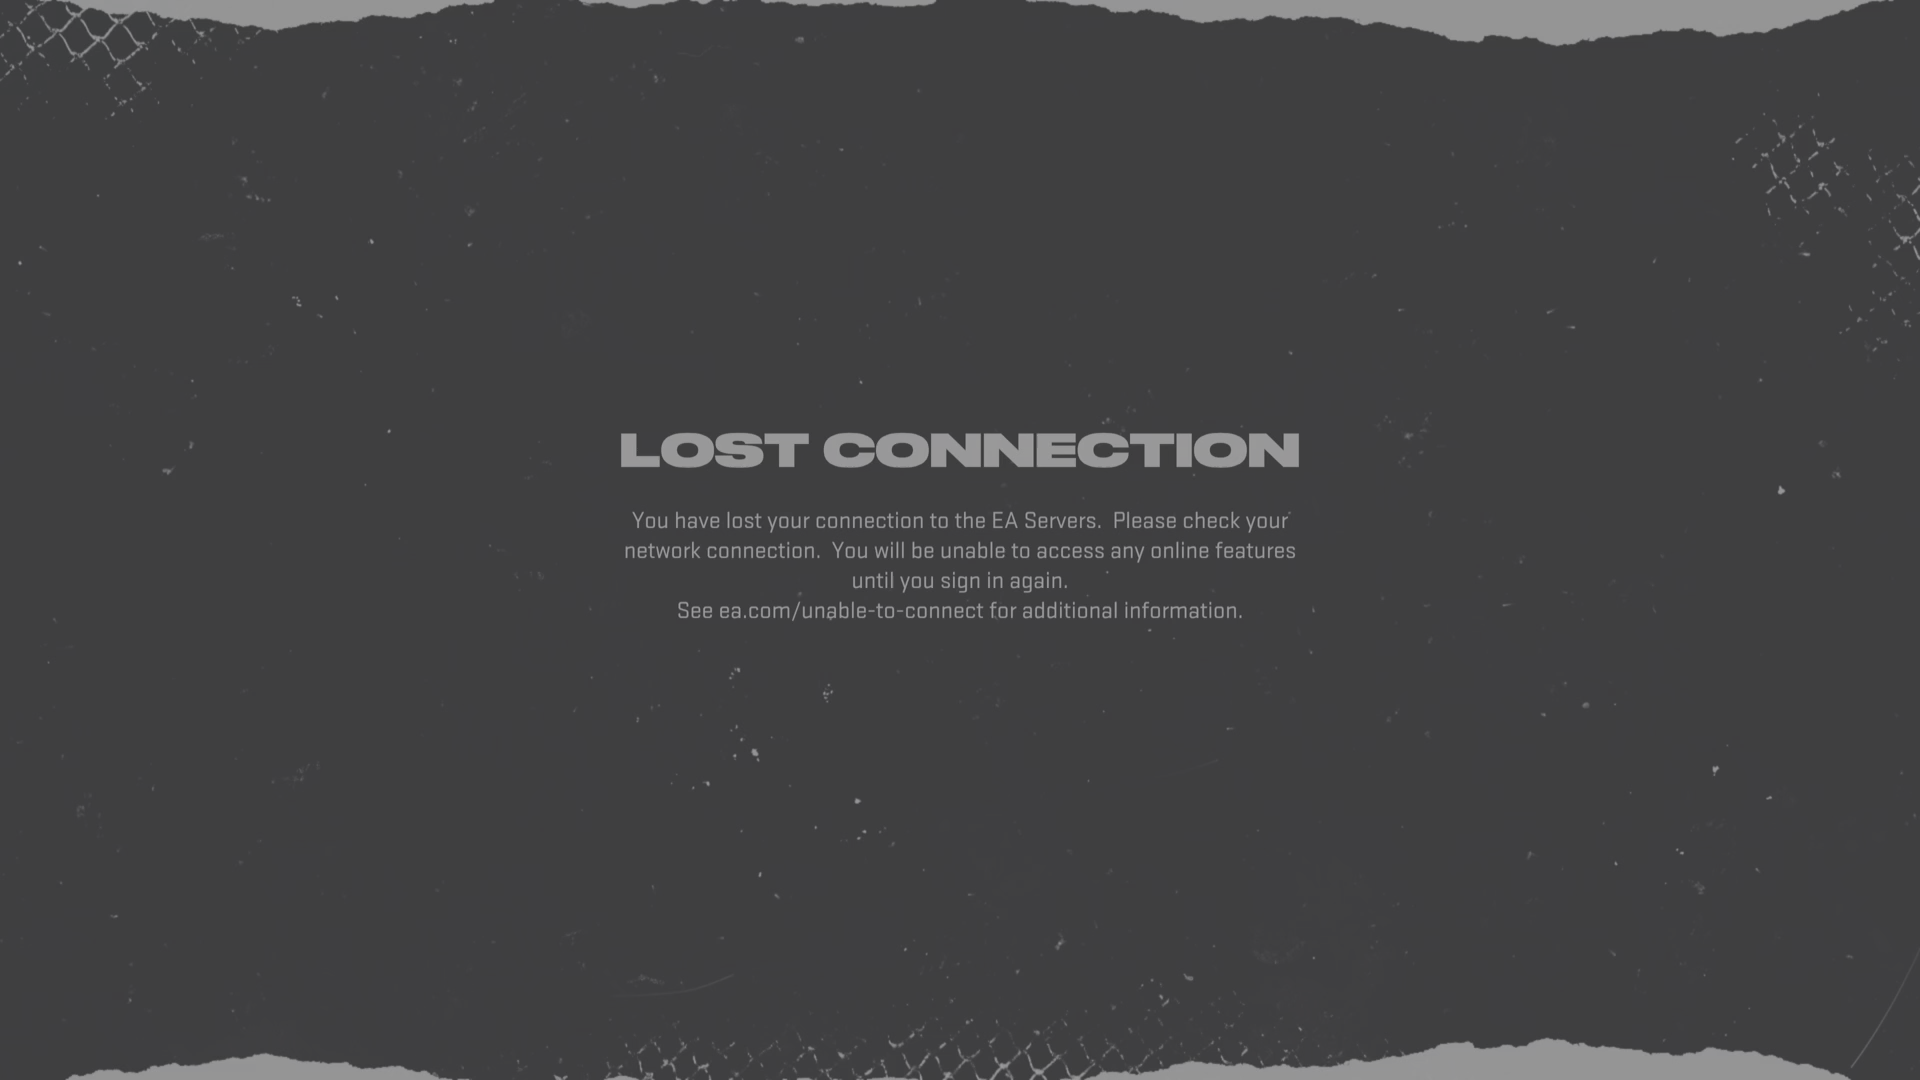 LOST CONNECTION
You have lost your connection to the EA Servers.  Please check your
network connection.  You will be unable to access any online features
until you sign in again.
See ea.com/unable-to-connect for additional information.